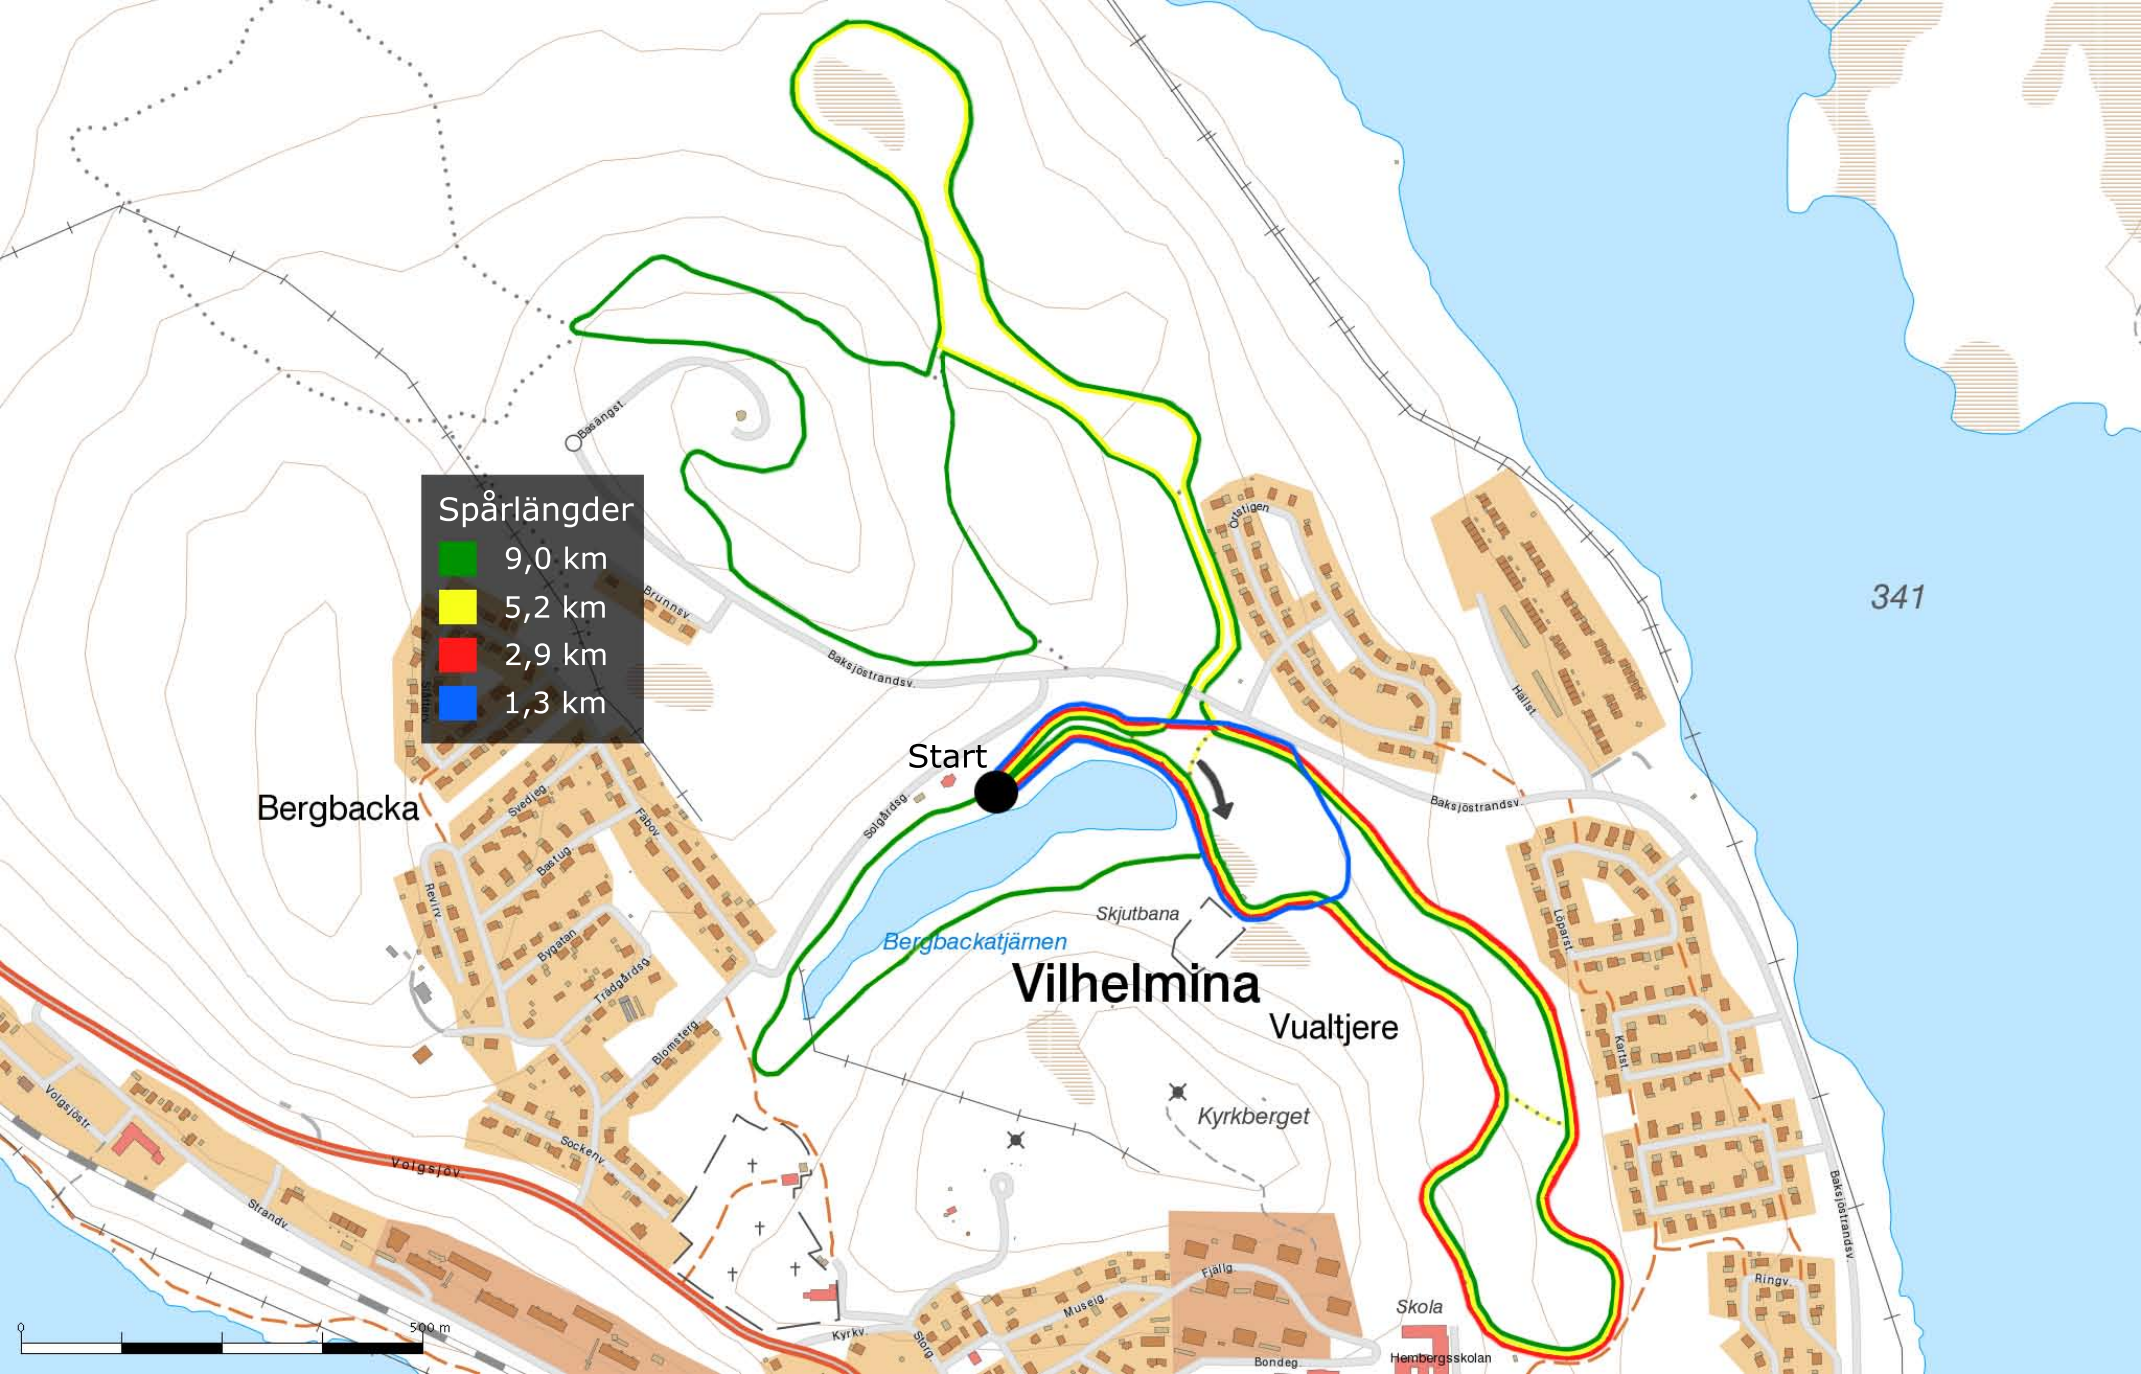 Basängst.
Örtstigen
Spårlängder
9,0 km
5,2 km
2,9 km
1,3 km
Brunnsv.
341
Baksjöstrandsv.
Hällst.
Start
Baksjöstrandsv.
Bergbacka
Svedjeg.
Fäbov.
Solgårdsg.
Bastug.
Revirv.
Skjutbana
Löparst.
Bygatan
Bergbackatjärnen
Vilhelmina
Trädgårdsg.
Vualtjere
Blomsterg.
Kartst.
Volgsjöstr.
Kyrkberget
Sockenv.
Volgsjöv.
Baksjöstrandsv.
Strandv.
Fjällg.
Ringv.
Museig.
Skola
0
500 m
Kyrkv.
Storg.
Bondeg.
Hembergsskolan